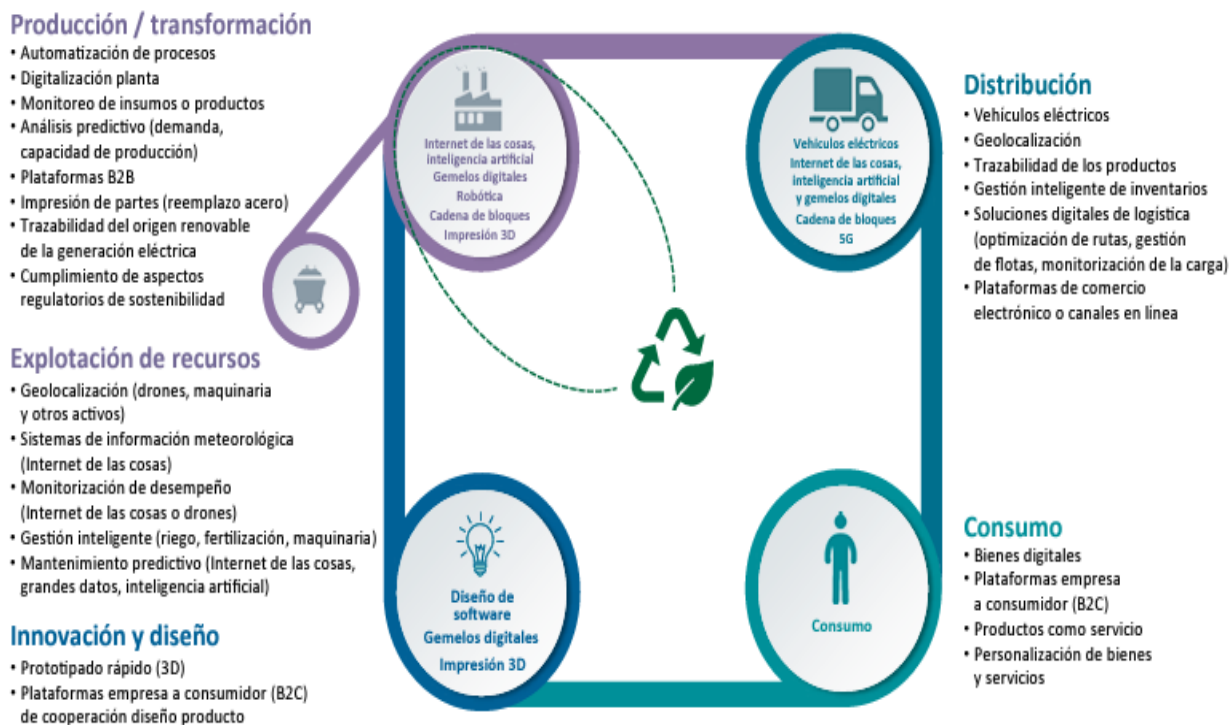 Producción / transformación
• Automatización de procesos
• Digitalización planta
• Monitoreo de insumos o productos
• Análisis predictivo (demanda,
capacidad de producción)
• Plataformas B2B
• Impresión de partes (reemplazo acero)
• Trazabilidad del origen renovable
de la generación eléctrica
• Cumplimiento de aspectos
regulatorios de sostenibilidad
Explotación de recursos
• Geolocalización (drones, maquinaria
y otros activos)
• Sistemas de información meteorológica
(Internet de las cosas)
• Monitorización de desempeño
(Internet de las cosas o drones)
• Gestión inteligente (riego, fertilización, maquinaria)
• Mantenimiento predictivo (Internet de las cosas,
grandes datos, inteligencia artificial)
Innovación y diseño
• Prototipado rápido (3D)
• Plataformas empresa a consumidor (B2C)
de cooperación diseño producto
Internet de las cosas,
inteligencia artificial
Gemelos digitales
Robótica
Cadena de bloques
Impresión 3D
Vehículos eléctricos
Internet de las cosas,
inteligencia artificial
y gemelos digitales
Cadena de bloques
5G
Diseño de
software
Gemelos digitales
Impresión 3D
Consumo
Distribución
• Vehículos eléctricos
• Geolocalización
• Trazabilidad de los productos
• Gestión inteligente de inventarios
• Soluciones digitales de logística
(optimización de rutas, gestión
de flotas, monitorización de la carga)
• Plataformas de comercio
electrónico o canales en línea
Consumo
• Bienes digitales
• Plataformas empresa
a consumidor (B2C)
• Productos como servicio
• Personalización de bienes
y servicios